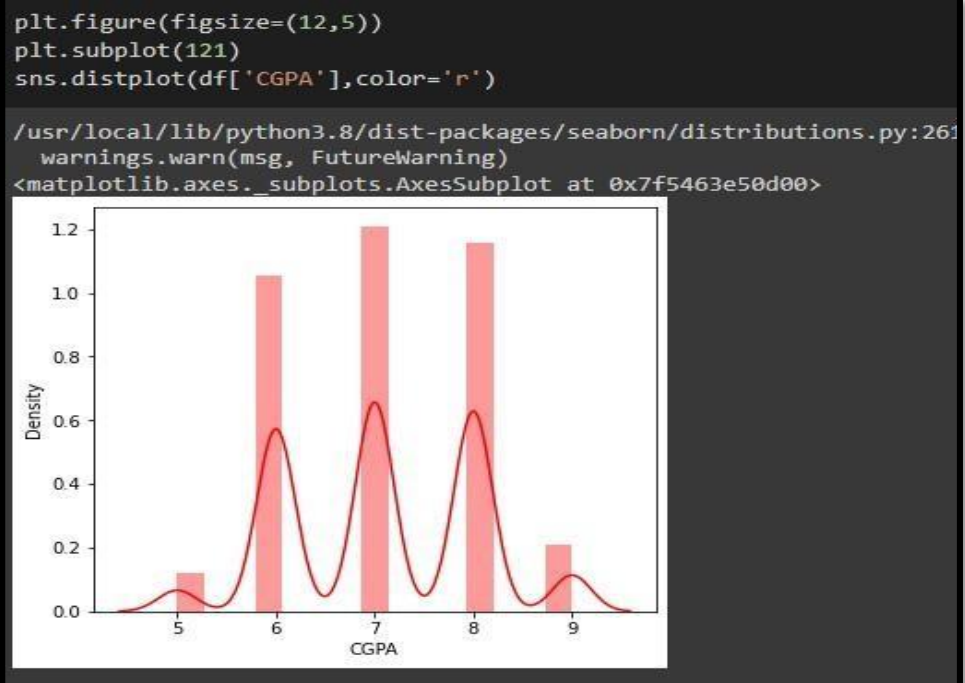 plt.figure(figsize=(12,5))
plt.subplot(121)
sns.distplot(df['CGPA'],color='r')
/usr/local/lib/python3.8/dist-packages/seaborn/distributions.py:261
warnings.warn(msg, FutureWarning)
<matplotlib.axes._subplots.AxesSubplot at 0x7f5463e50d00>
1.2
1.0
0.8
0.6
0.4
0.2
0.0
Density
5 6 7 8 9
CGPA